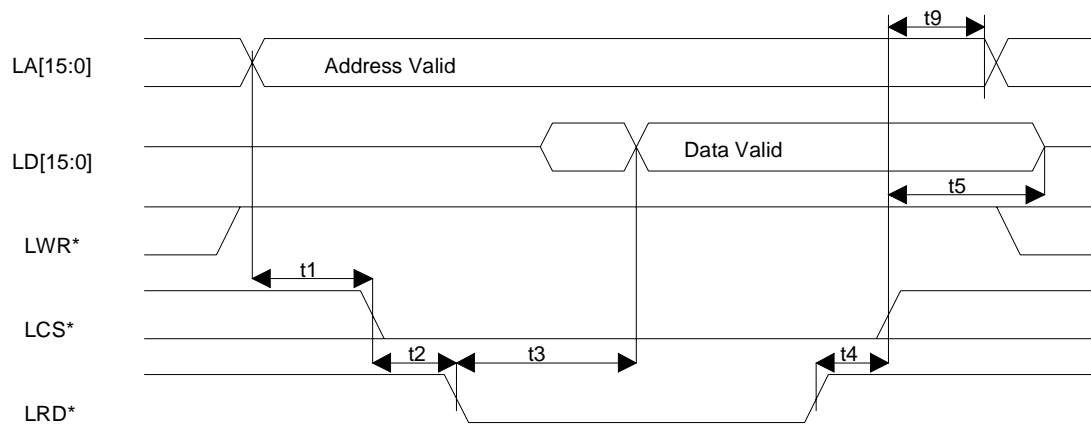 t9
LA[15:0]
Address Valid
LD[15:0]
Data Valid
t5
LWR*
t1
LCS*
t2
t3
t4
LRD*